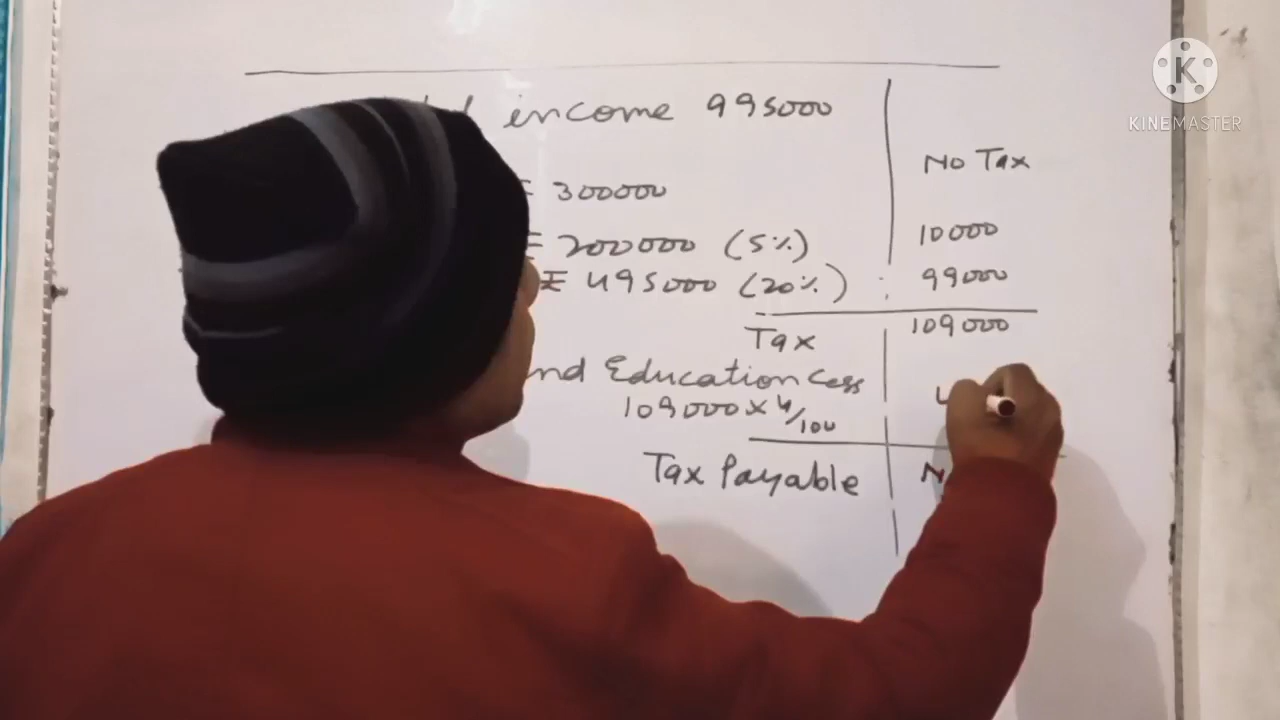 income 995000
No Tax
₹ 300000
₹ 200000 (5%) 10000
₹ 495000 (20%) : 99000
Tax 109000
nd Education Cess
109000 x 4/100
Tax Payable
K
KINEMASTER